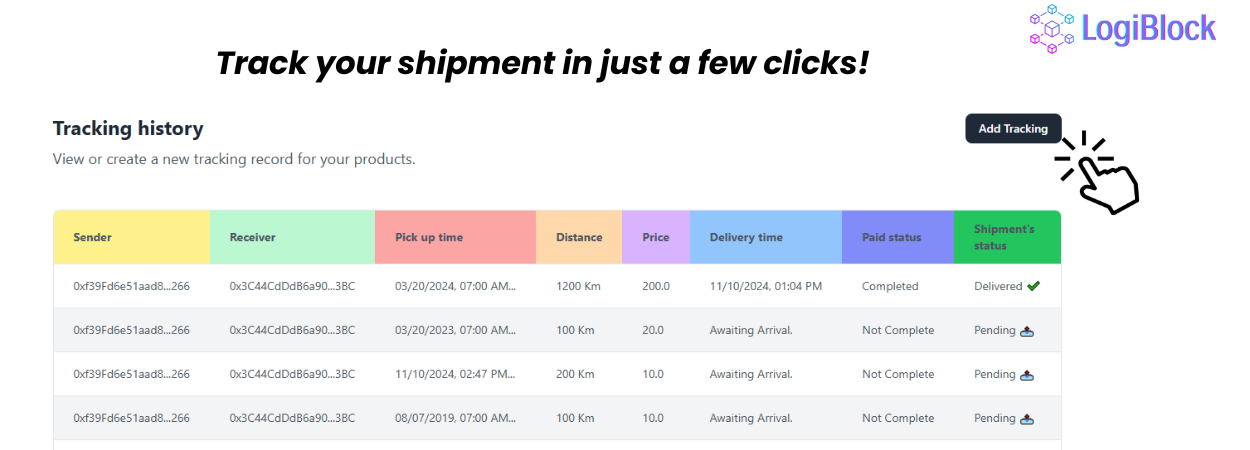 LogiBlock
Track your shipment in just a few clicks!
Tracking history
Add Tracking
View or create a new tracking record for your products.
Sender Receiver Pick up time Distance Price Delivery time Paid status Shipment's
status
0xf39Fd6e51aad8...266 0x3C44CdDdB6a90...3BC 03/20/2024, 07:00 AM... 1200 Km 200.0 11/10/2024, 01:04 PM Completed Delivered ✔
0xf39Fd6e51aad8...266 0x3C44CdDdB6a90...3BC 03/20/2023, 07:00 AM... 100 Km 20.0 Awaiting Arrival. Not Complete Pending 📤
0xf39Fd6e51aad8...266 0x3C44CdDdB6a90...3BC 11/10/2024, 02:47 PM... 200 Km 10.0 Awaiting Arrival. Not Complete Pending 📤
0xf39Fd6e51aad8...266 0x3C44CdDdB6a90...3BC 08/07/2019, 07:00 AM... 100 Km 10.0 Awaiting Arrival. Not Complete Pending 📤